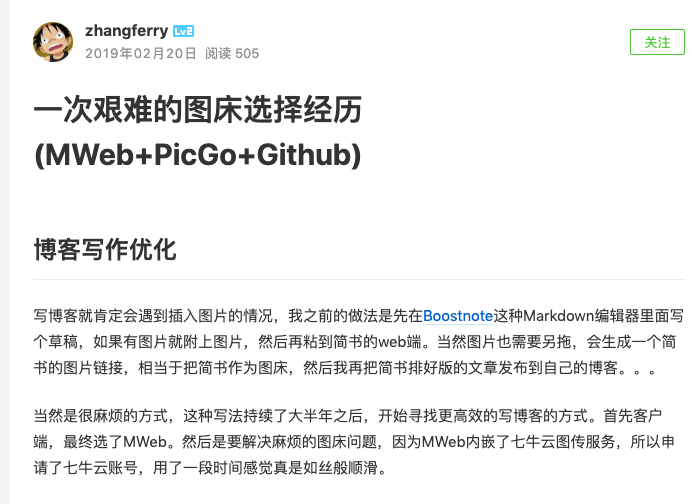 zhangferry Lv2
2019年02月20日 阅读 505
关注
一次艰难的图床选择经历
(MWeb+PicGo+Github)
博客写作优化
写博客就肯定会遇到插入图片的情况，我之前的做法是先在Boostnote这种Markdown编辑器里面写
个草稿，如果有图片就附上图片，然后再粘到简书的web端。当然图片也需要另拖，会生成一个简
书的图片链接，相当于把简书作为图床，然后我再把简书排好版的文章发布到自己的博客。。。
当然是很麻烦的方式，这种写法持续了大半年之后，开始寻找更高效的写博客的方式。首先客户
端，最终选了MWeb。然后是要解决麻烦的图床问题，因为MWeb内嵌了七牛云图传服务，所以申
请了七牛云账号，用了一段时间感觉真是如丝般顺滑。